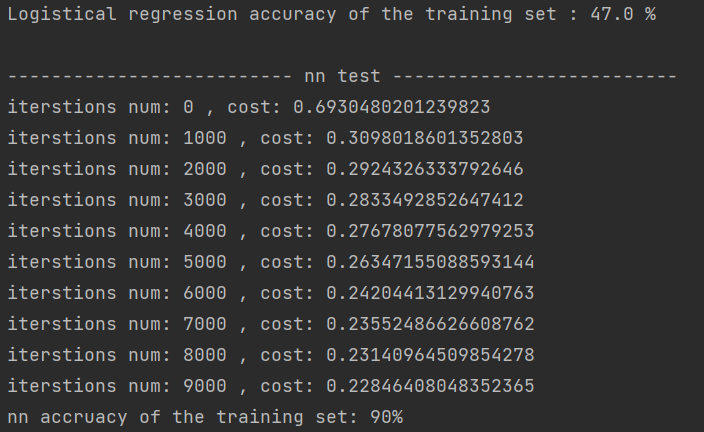 Logistical regression accuracy of the training set : 47.0 %
-------------------------- nn test --------------------------
iterstions num: 0 , cost: 0.6930480201239823
iterstions num: 1000 , cost: 0.3098018601352803
iterstions num: 2000 , cost: 0.2924326333792646
iterstions num: 3000 , cost: 0.2833492852647412
iterstions num: 4000 , cost: 0.27678077562979253
iterstions num: 5000 , cost: 0.26347155088593144
iterstions num: 6000 , cost: 0.24204413129940763
iterstions num: 7000 , cost: 0.23552486626608762
iterstions num: 8000 , cost: 0.23140964509854278
iterstions num: 9000 , cost: 0.22846408048352365
nn accruacy of the training set: 90%